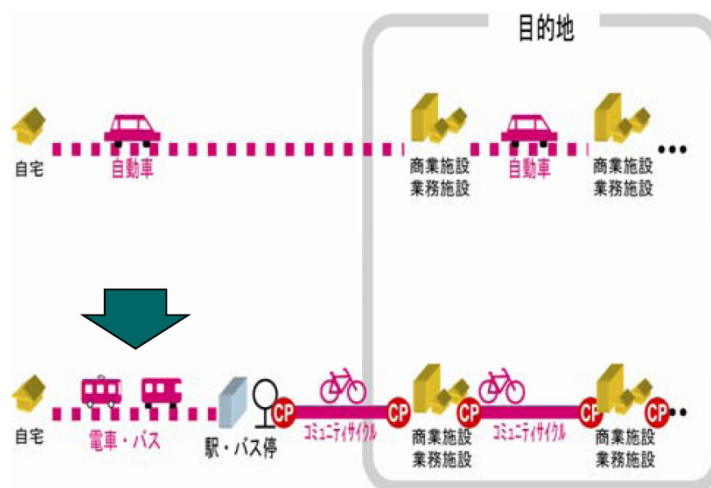 目的地
自宅
自動車
商業施設
業務施設
自動車
商業施設
業務施設
自宅
電車・バス
駅・バス停
CP
コミュニティサイクル
CP
商業施設
業務施設
CP
コミュニティサイクル
CP
商業施設
業務施設
CP